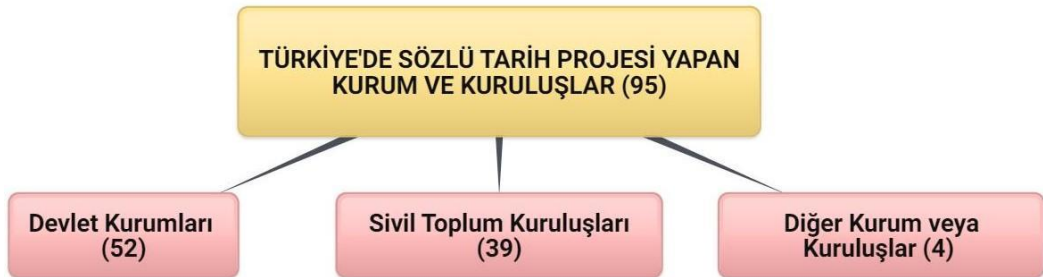 TÜRKİYE'DE SÖZLÜ TARİH PROJESİ YAPAN
KURUM VE KURULUŞLAR (95)
Devlet Kurumları
(52)
Sivil Toplum Kuruluşları
(39)
Diğer Kurum veya
Kuruluşlar (4)